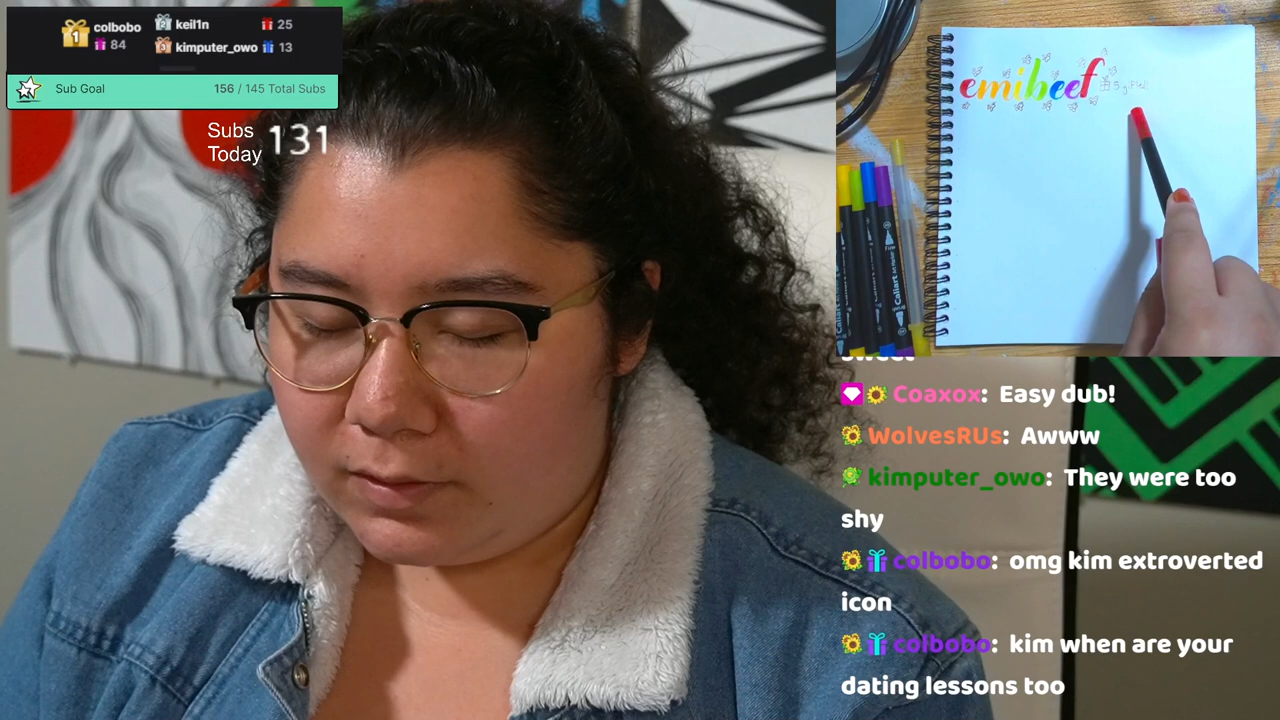 colbobo
84
keil1n
25
kimputer_owo
13
Sub Goal
156 / 145 Total Subs
Subs
Today
131
emibeef
Caliart
Coaxox: Easy dub!
WolvesRUs: Awww
kimputer_owo: They were too
shy
colbobo: omg kim extroverted
icon
colbobo: kim when are your
dating lessons too